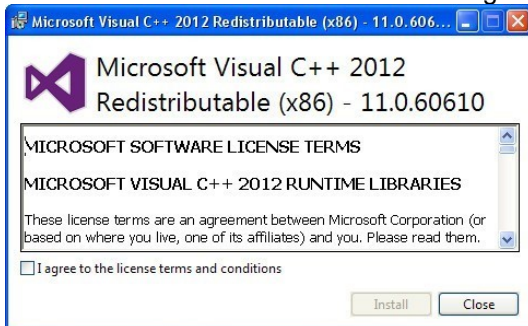 Microsoft Visual C++ 2012 Redistributable (x86) - 11.0.606...
Microsoft Visual C++ 2012
Redistributable (x86) - 11.0.60610
MICROSOFT SOFTWARE LICENSE TERMS
MICROSOFT VISUAL C++ 2012 RUNTIME LIBRARIES
These license terms are an agreement between Microsoft Corporation (or
based on where you live, one of its affiliates) and you. Please read them.
I agree to the license terms and conditions
Install Close